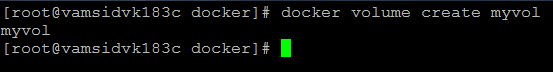 [root@vamsidvk183c docker]# docker volume create myvol
myvol
[root@vamsidvk183c docker]#